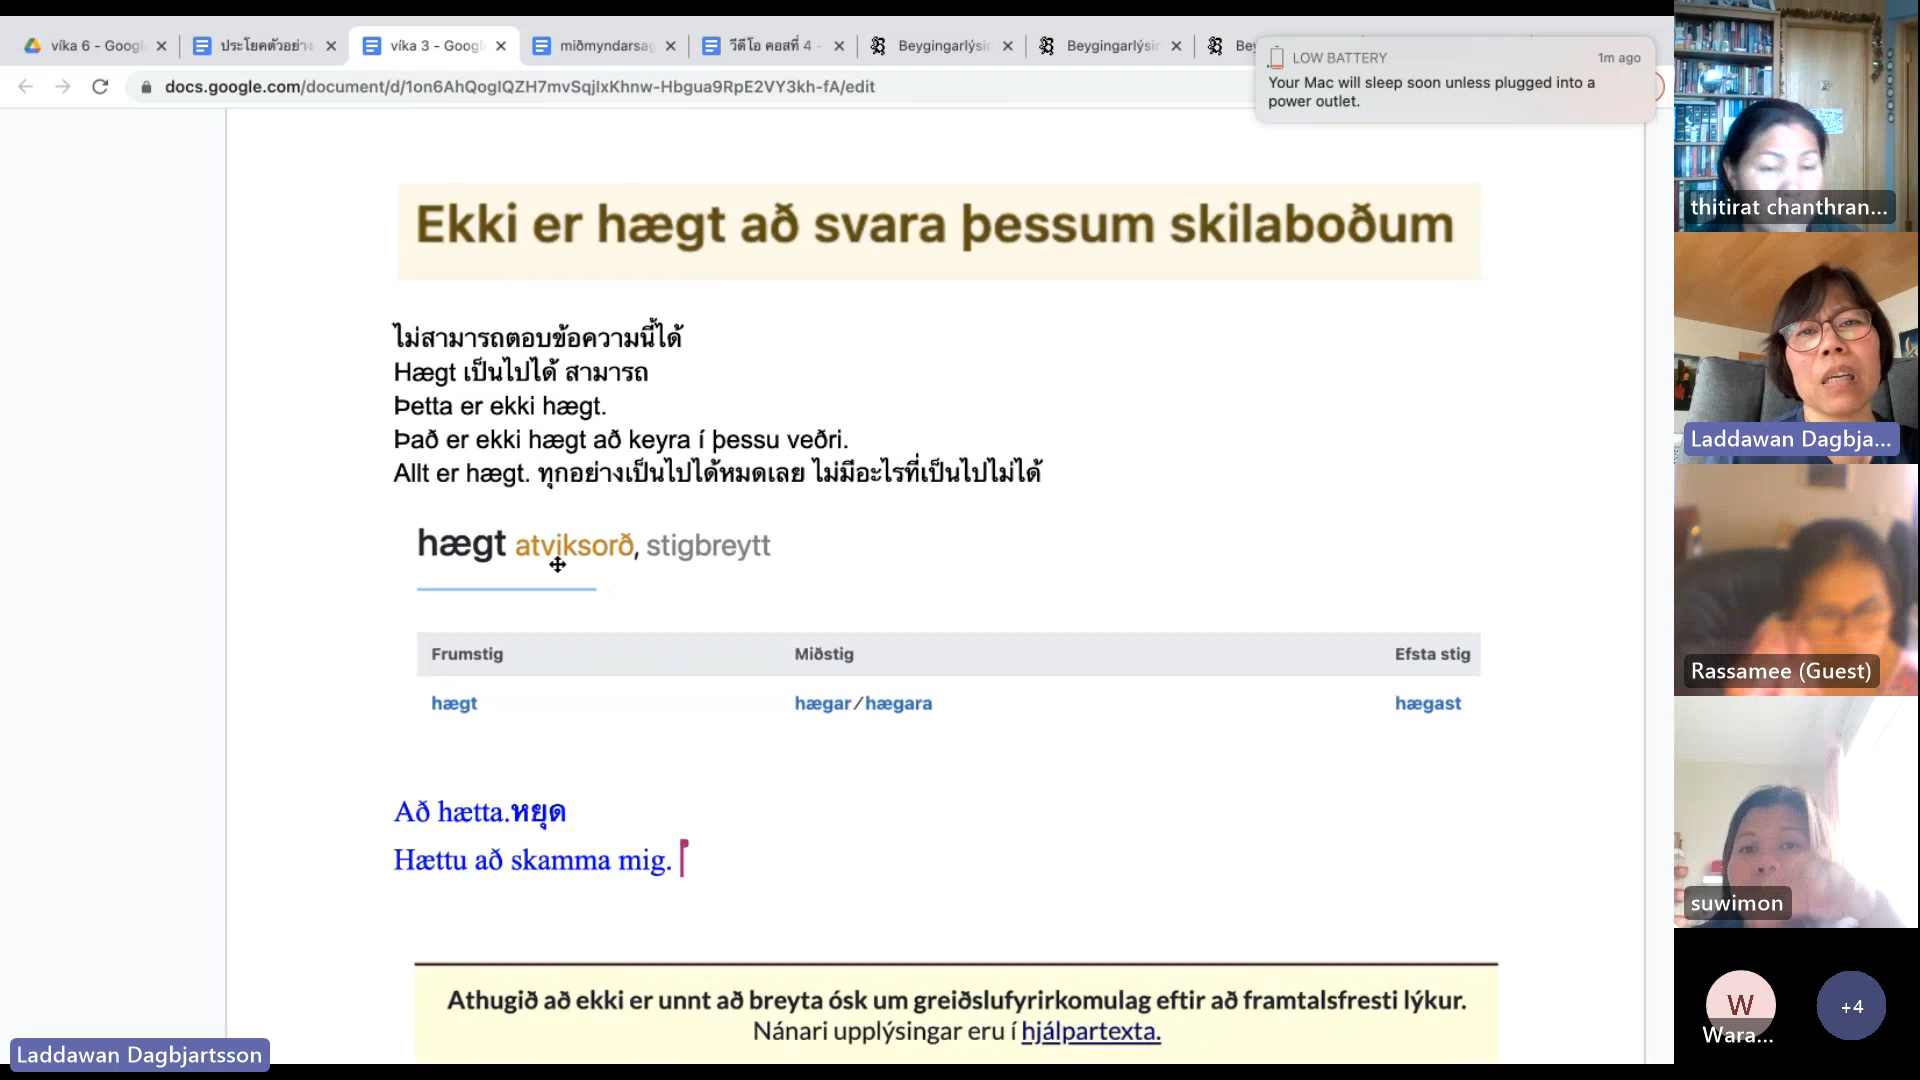 víka 6 - Googl
ประโยคตัวอย่าง
víka 3 - Googl
miðmyndarsag
วีดีโอ คอสที่ 4 -
Beygingarlýsin
Beygingarlýsin
Bey
LOW BATTERY
1m ago
Your Mac will sleep soon unless plugged into a
power outlet.
docs.google.com/document/d/1on6AhQogIQZH7mvSqjlxKhnw-Hbgua9RpE2VY3kh-fA/edit
Ekki er hægt að svara þessum skilaboðum
ไม่สามารถตอบข้อความนี้ได้
Hægt เป็นไปได้ สามารถ
Þetta er ekki hægt.
Það er ekki hægt að keyra í þessu veðri.
Allt er hægt. ทุกอย่างเป็นไปได้หมดเลย ไม่มีอะไรที่เป็นไปไม่ได้
hægt atviksorð, stigbreytt
Frumstig Miðstig Efsta stig
hægt hægar/hægara hægast
Að hætta.หยุด
Hættu að skamma mig.
Athugið að ekki er unnt að breyta ósk um greiðslufyrirkomulag eftir að framtalsfresti lýkur.
Nánari upplýsingar eru í hjálpartexta.
Laddawan Dagbjartsson
thitirat chanthran...
Laddawan Dagbja...
Rassamee (Guest)
suwimon
W
Wara...
+4